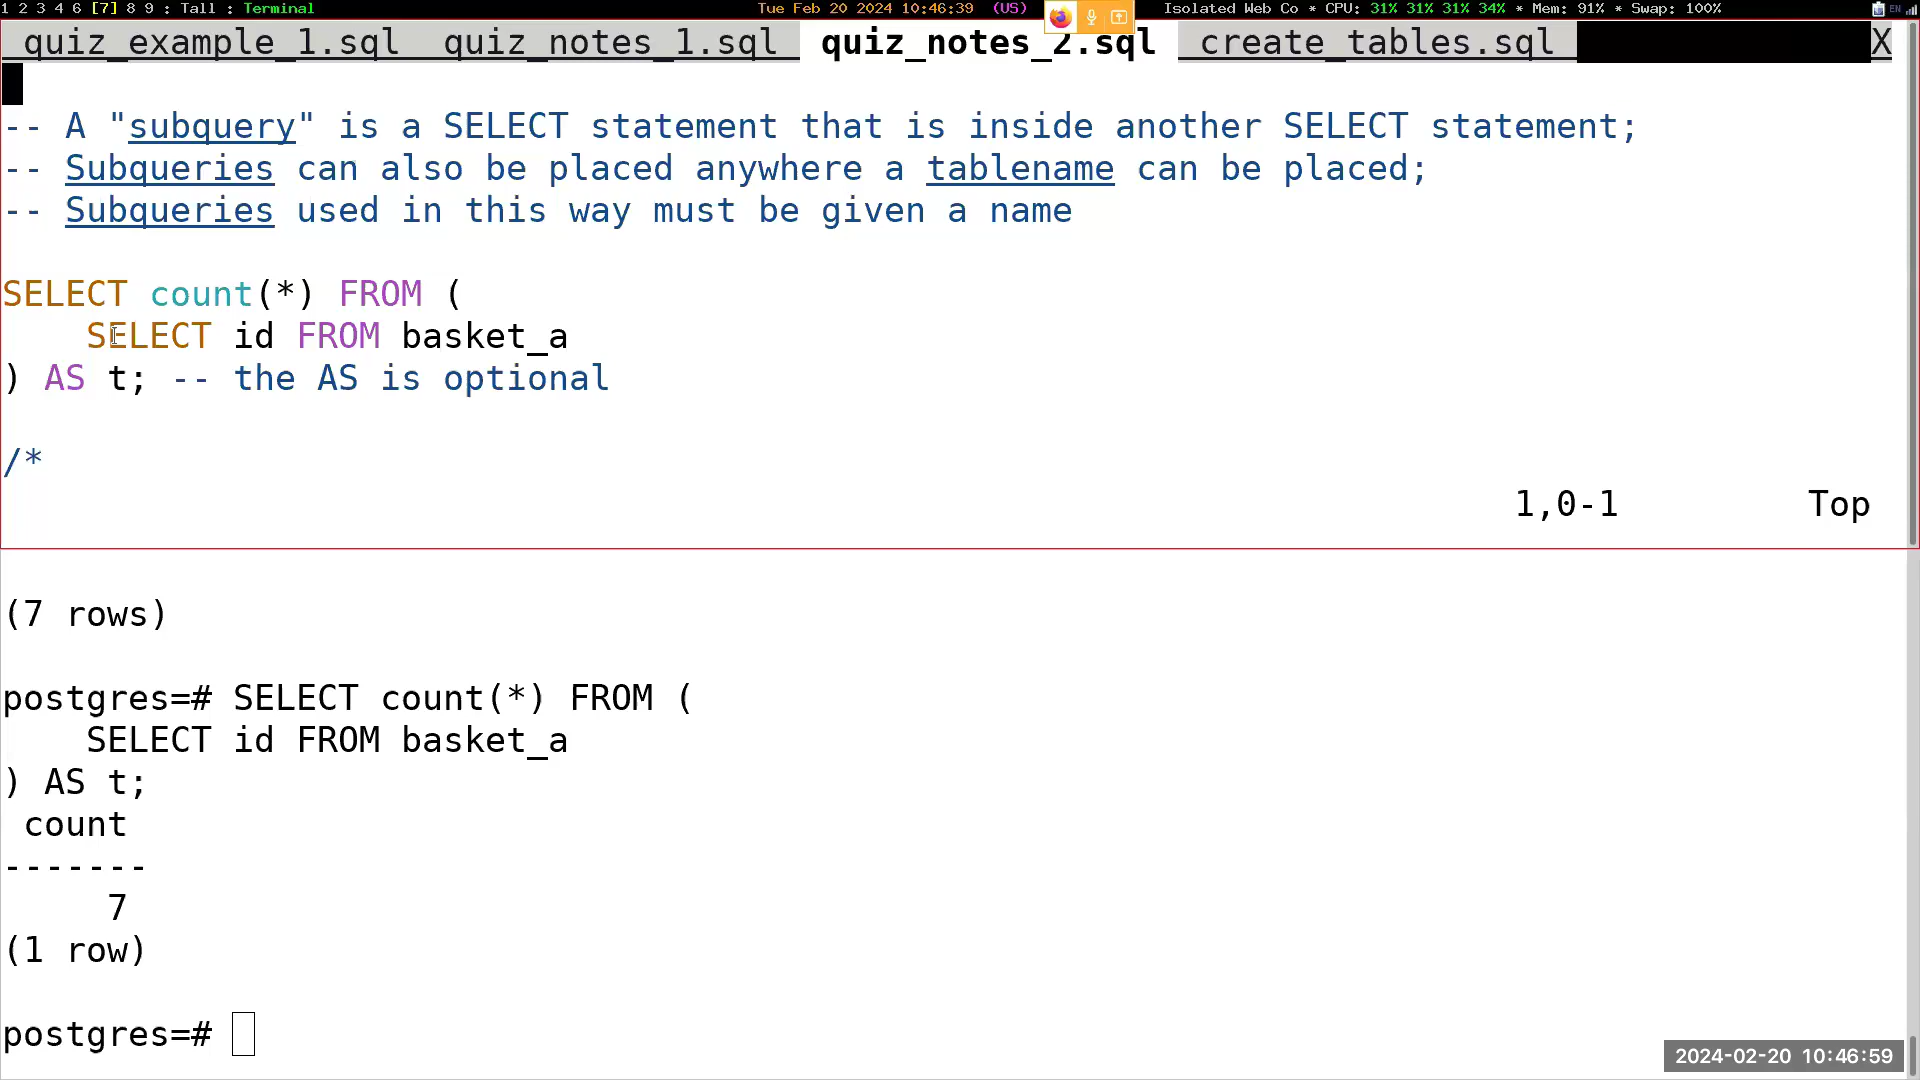 1 2 3 4 6 [7] 8 9 : Tall : Terminal Tue Feb 20 2024 10:46:39 (US) Isolated Web Co * CPU: 31% 31% 31% 34% * Mem: 91% * Swap: 100% EN
quiz_example_1.sql quiz_notes_1.sql quiz_notes_2.sql create_tables.sql X
-- A "subquery" is a SELECT statement that is inside another SELECT statement;
-- Subqueries can also be placed anywhere a tablename can be placed;
-- Subqueries used in this way must be given a name
SELECT count(*) FROM (
    SELECT id FROM basket_a
) AS t; -- the AS is optional
/*
1,0-1 Top
(7 rows)
postgres=# SELECT count(*) FROM (
    SELECT id FROM basket_a
) AS t;
 count
-------
     7
(1 row)
postgres=#
2024-02-20 10:46:59